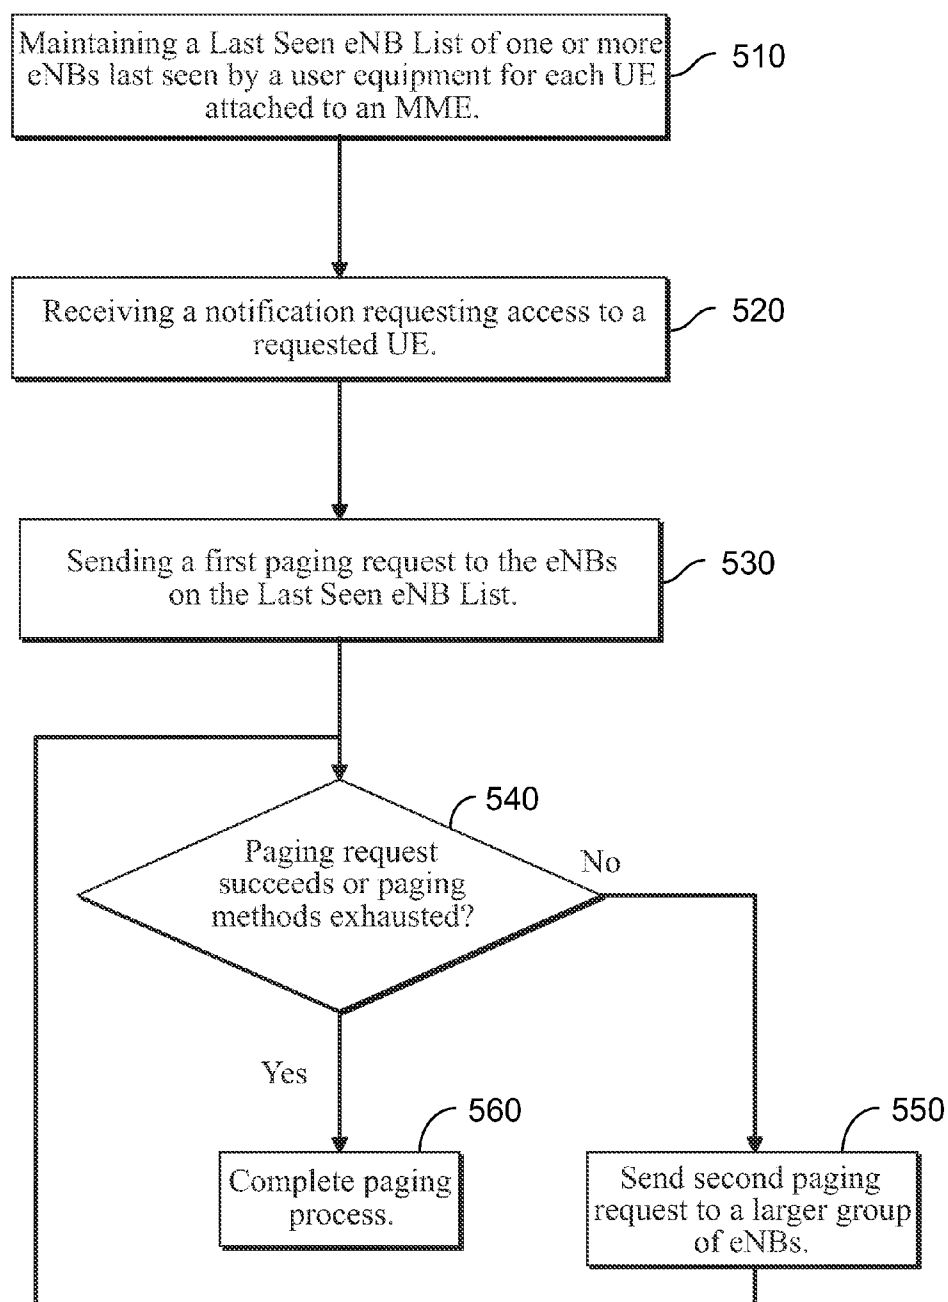 Maintaining a Last Seen eNB List of one or more
eNBs last seen by a user equipment for each UE
attached to an MME.
510
Receiving a notification requesting access to a
requested UE.
520
Sending a first paging request to the eNBs
on the Last Seen eNB List.
530
540
Paging request
succeeds or paging
methods exhausted?
No
Yes
560
Complete paging
process.
550
Send second paging
request to a larger group
of eNBs.